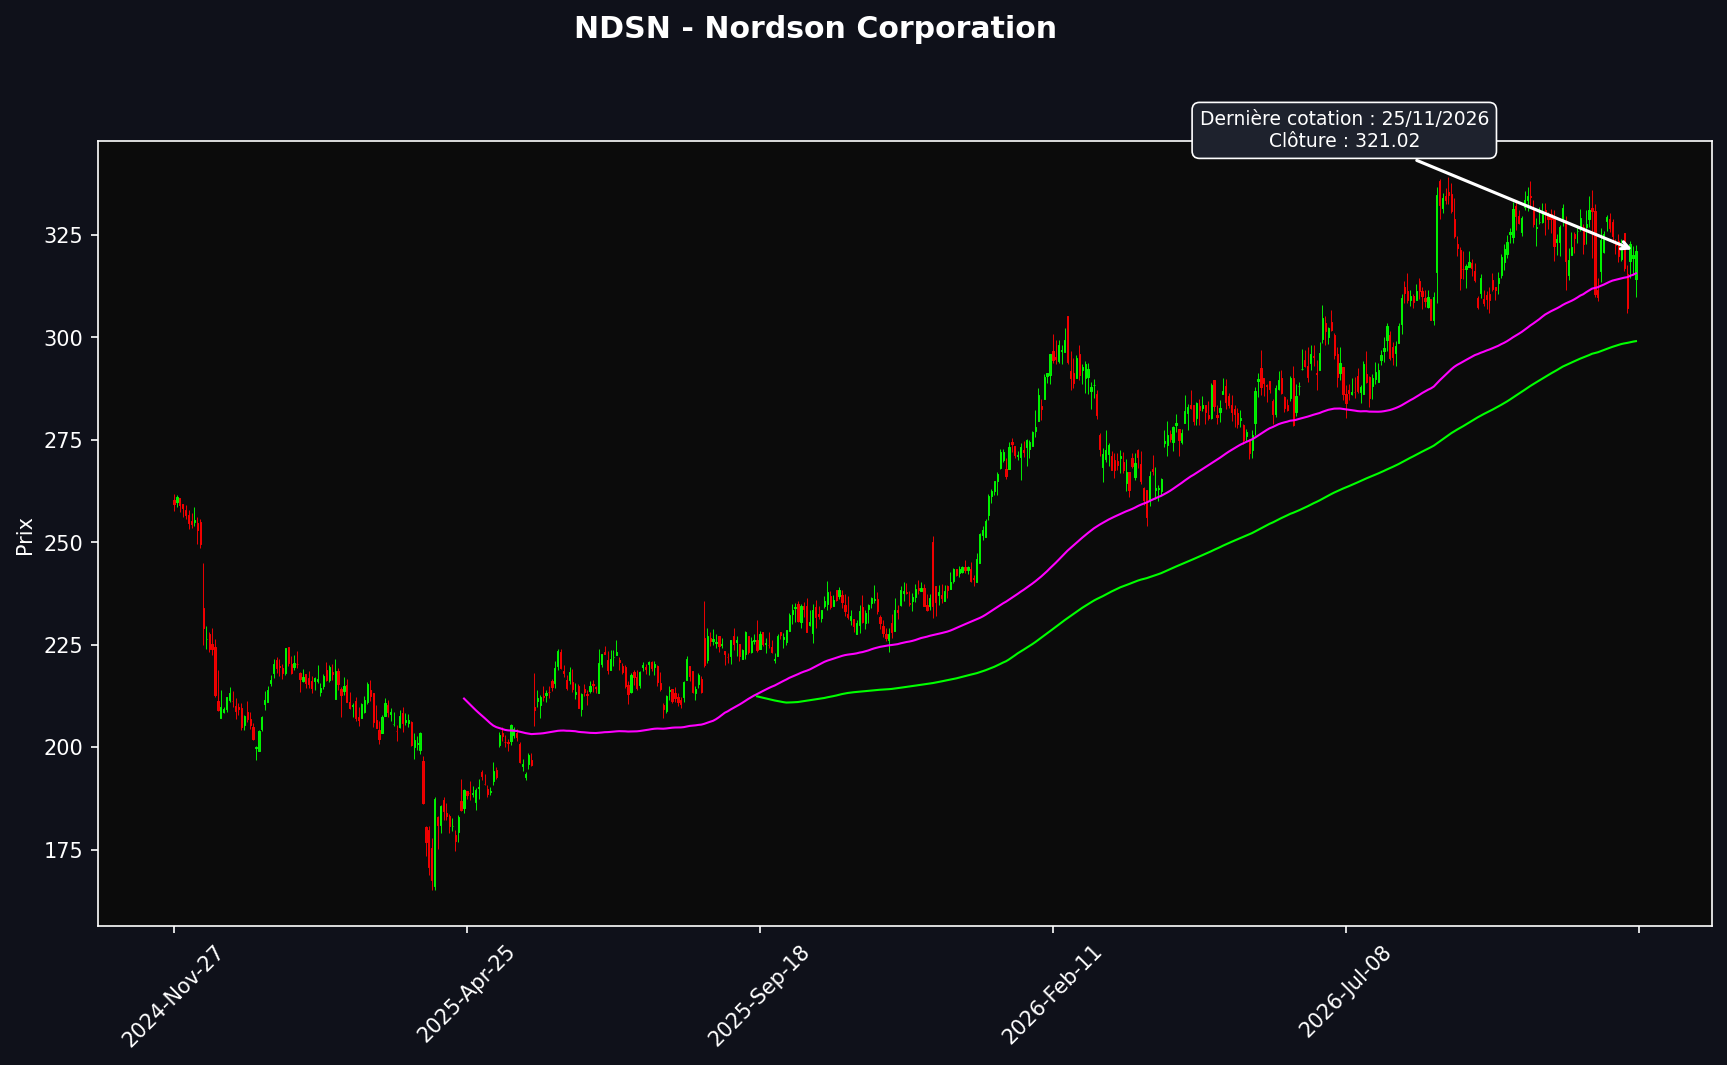 NDSN - Nordson Corporation
Dernière cotation : 25/11/2026
Clôture : 321.02
325
300
275
250
225
200
175
Prix
2024-Nov-27
2025-Apr-25
2025-Sep-18
2026-Feb-11
2026-Jul-08